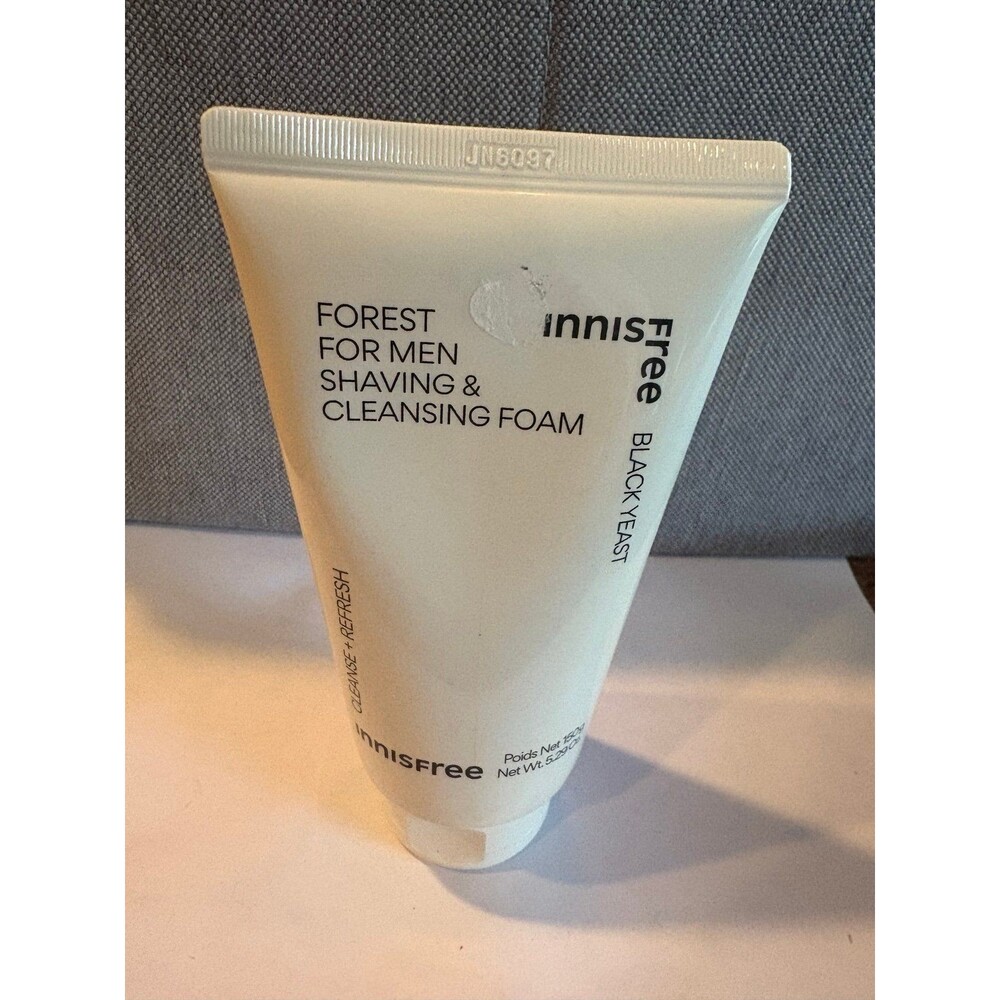 JN6097
FOREST
FOR MEN
SHAVING &
CLEANSING FOAM
INNISFree
BLACK YEAST
CLEANSE + REFRESH
INNISFree
Poids Net 150g
Net Wt. 5.29 Oz.